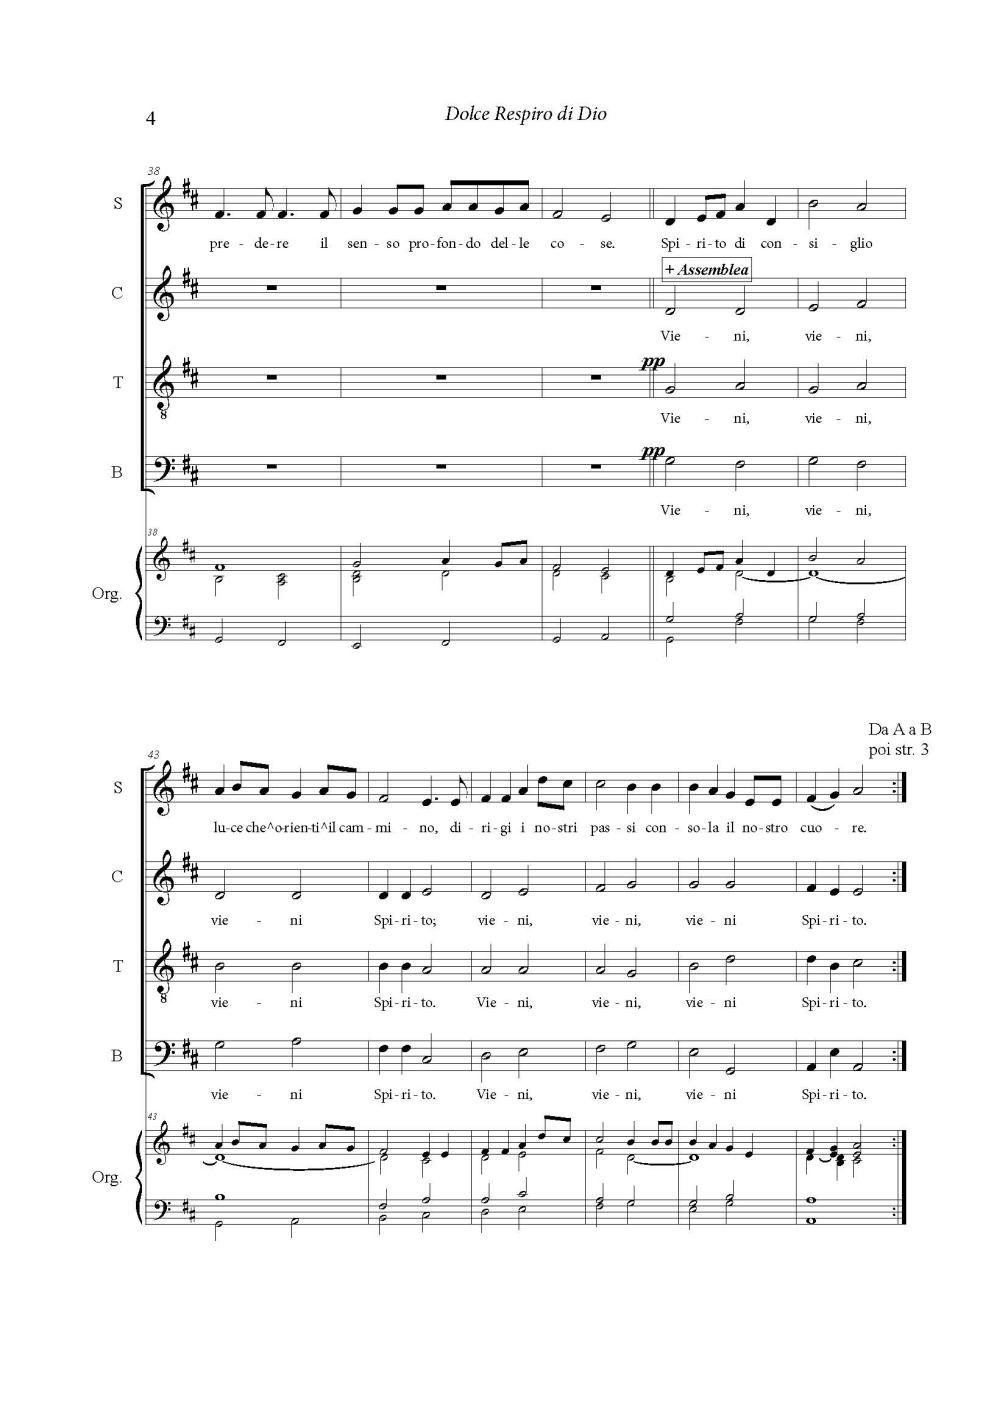 4
Dolce Respiro di Dio
38
S
pre - de - re il sen - so pro - fon - do del - le co - se. Spi - ri - to di con - si - glio
+ Assemblea
C
Vie - ni, vie - ni,
pp
T
Vie - ni, vie - ni,
pp
B
Vie - ni, vie - ni,
38
Org.
Da A a B
poi str. 3
43
S
lu - ce che^o - rien - ti^il cam - mi - no, di - ri - gi i no - stri pas - si con - so - la il no - stro cuo - re.
C
vie - ni Spi - ri - to; vie - ni, vie - ni, vie - ni Spi - ri - to.
T
vie - ni Spi - ri - to. Vie - ni, vie - ni, vie - ni Spi - ri - to.
B
vie - ni Spi - ri - to. Vie - ni, vie - ni, vie - ni Spi - ri - to.
43
Org.